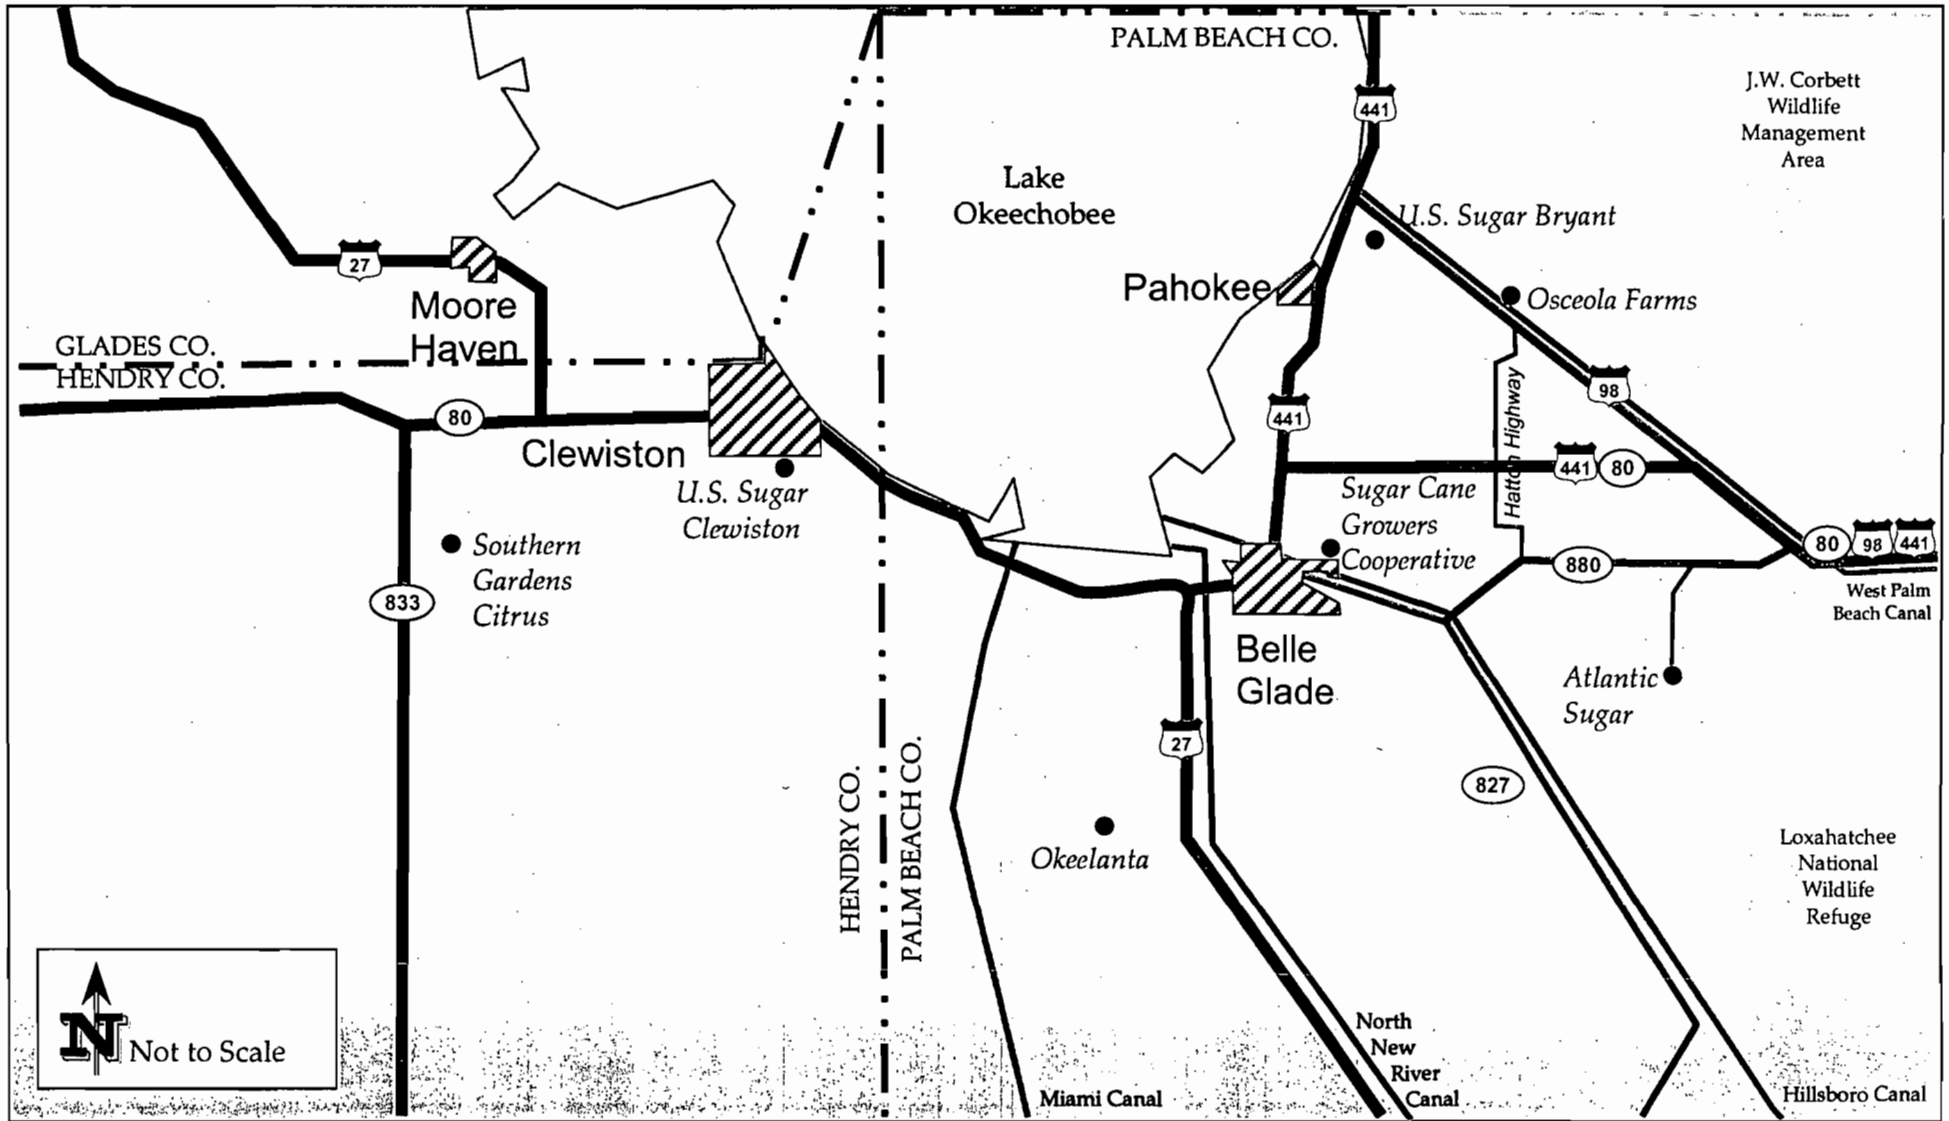 PALM BEACH CO.
J.W. Corbett
Wildlife
Management
Area
441
Lake
Okeechobee
U.S. Sugar Bryant
27
Moore
Haven
Pahokee
Osceola Farms
GLADES CO.
HENDRY CO.
98
80
441
Hatton Highway
Clewiston
441
80
U.S. Sugar
Clewiston
Sugar Cane
Growers
Cooperative
Southern
Gardens
Citrus
833
880
80
98
441
West Palm
Beach Canal
Belle
Glade
Atlantic
Sugar
27
827
HENDRY CO.
PALM BEACH CO.
Okeelanta
Loxahatchee
National
Wildlife
Refuge
N
Not to Scale
North
New
River
Canal
Miami Canal
Hillsboro Canal